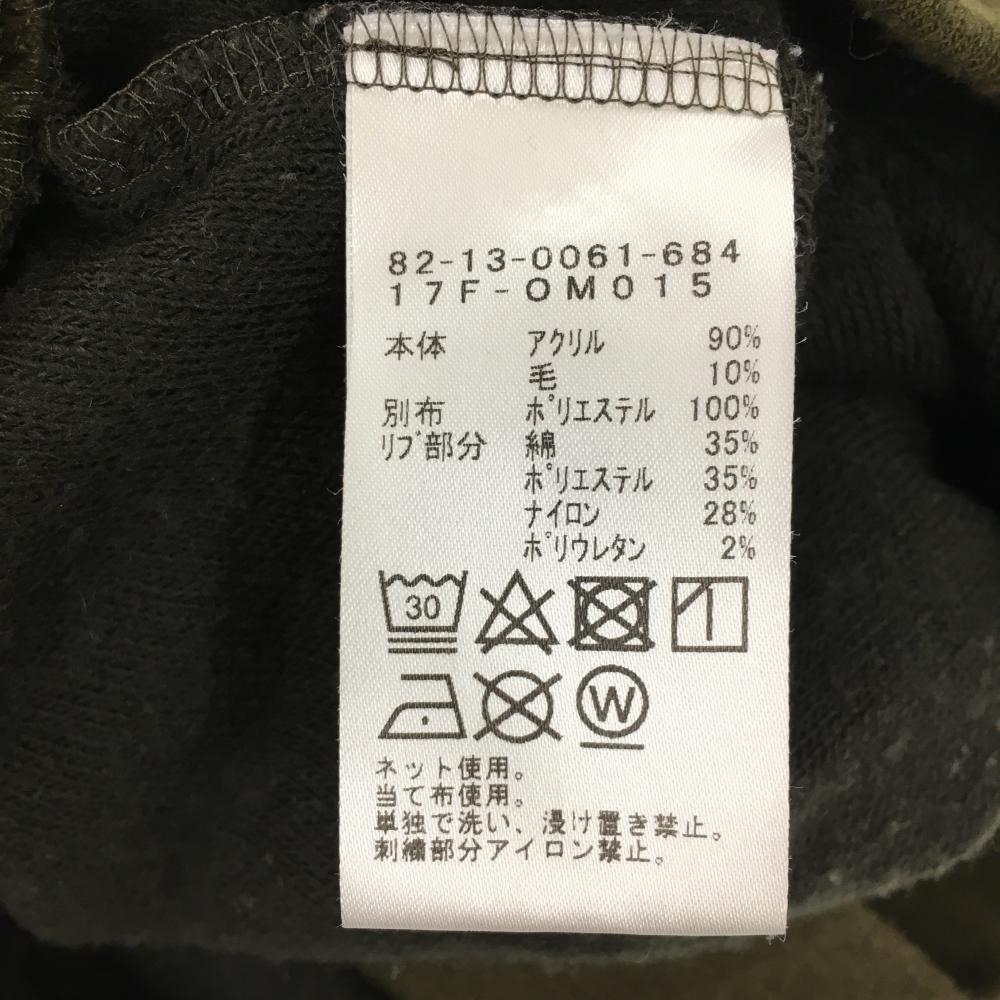 82-13-0061-684
17F-OM015
本体 アクリル 90%
毛 10%
別布 ポリエステル 100%
リブ部分 綿 35%
ポリエステル 35%
ナイロン 28%
ポリウレタン 2%
30
W
ネット使用。
当て布使用。
単独で洗い、浸け置き禁止。
刺繍部分アイロン禁止。